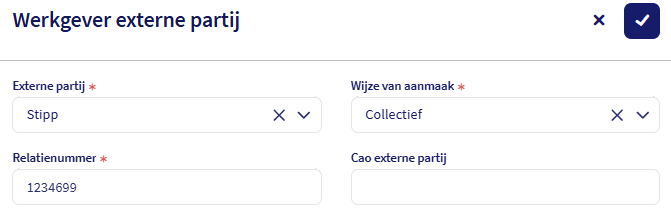 Werkgever externe partij
Externe partij * Wijze van aanmaak *
Stipp Collectief
Relatienummer * Cao externe partij
1234699